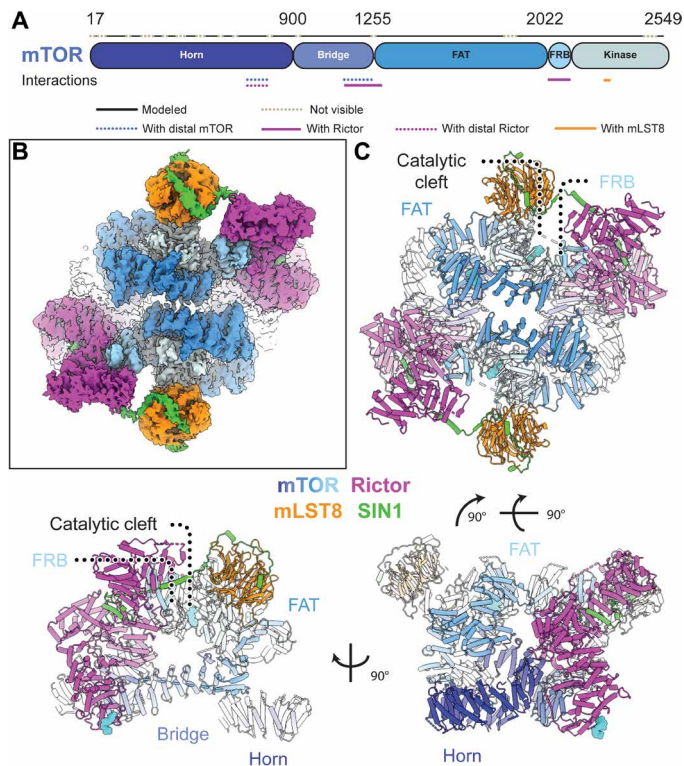 A
17 900 1255 2022 2549
mTOR Horn Bridge FAT FRB Kinase
Interactions
Modeled Not visible
With distal mTOR With Rictor With distal Rictor With mLST8
B
C
Catalytic
cleft
FRB
FAT
mTOR Rictor
mLST8 SIN1
90° 90°
Catalytic cleft
FRB
FAT
FAT
90°
Bridge
Horn
Horn